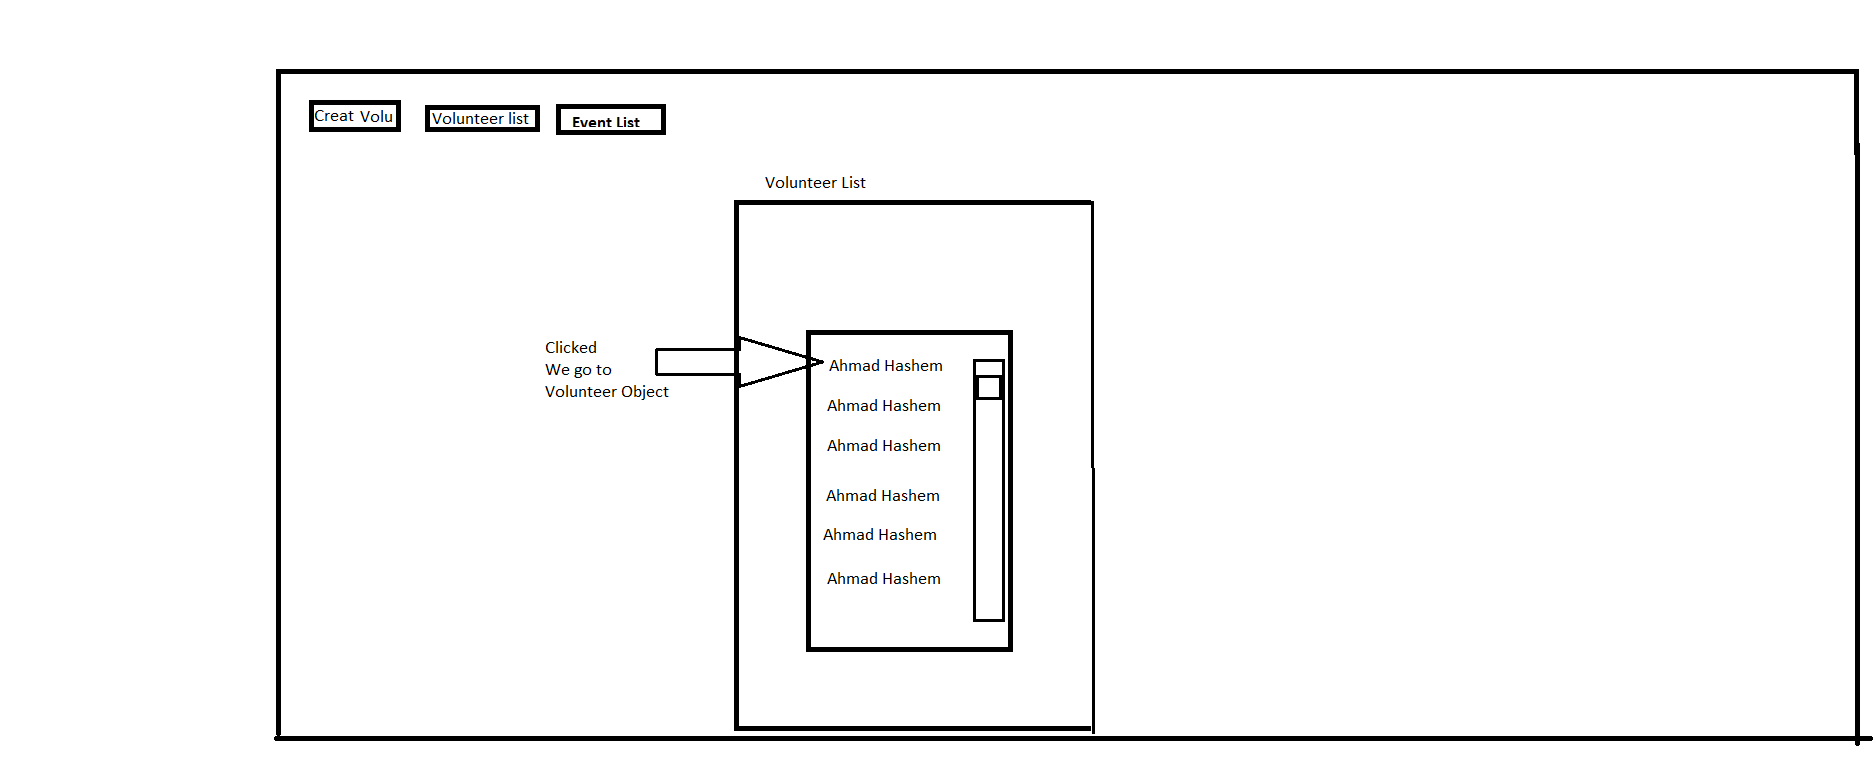 Creat Volu
Volunteer list
Event List
Volunteer List
Clicked
We go to
Volunteer Object
Ahmad Hashem
Ahmad Hashem
Ahmad Hashem
Ahmad Hashem
Ahmad Hashem
Ahmad Hashem